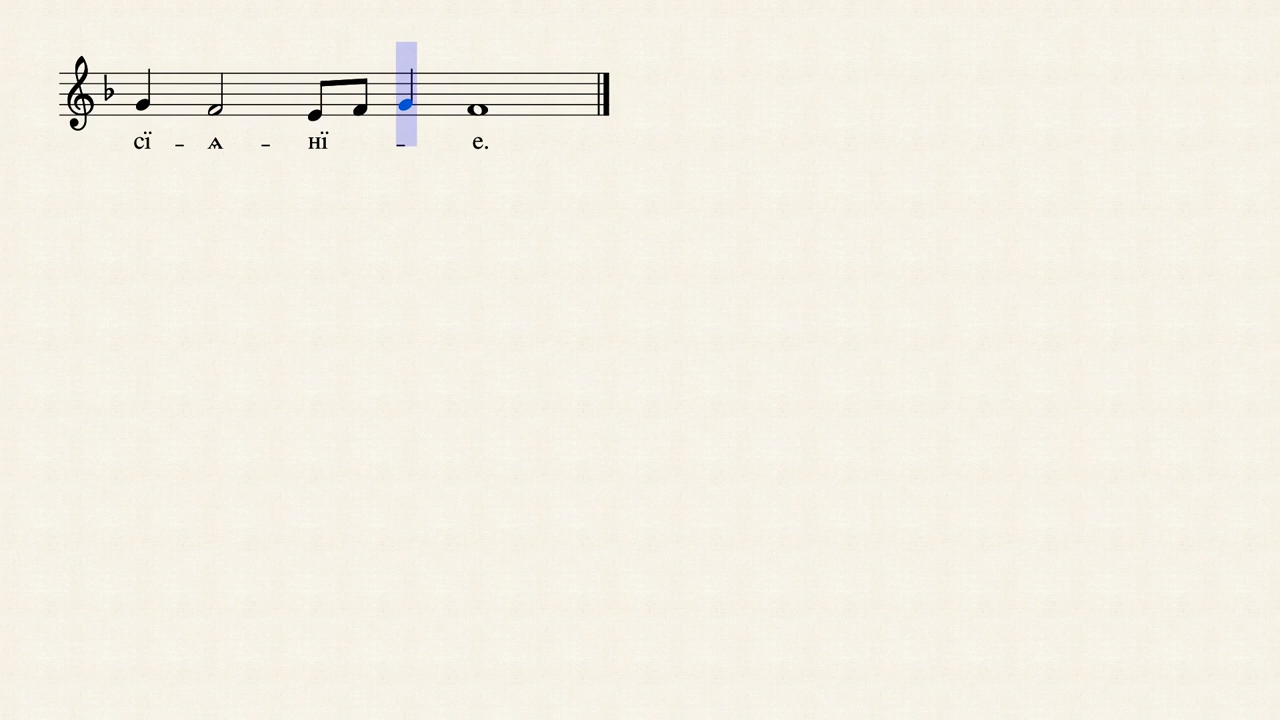 сї - ѧ - нї - е.